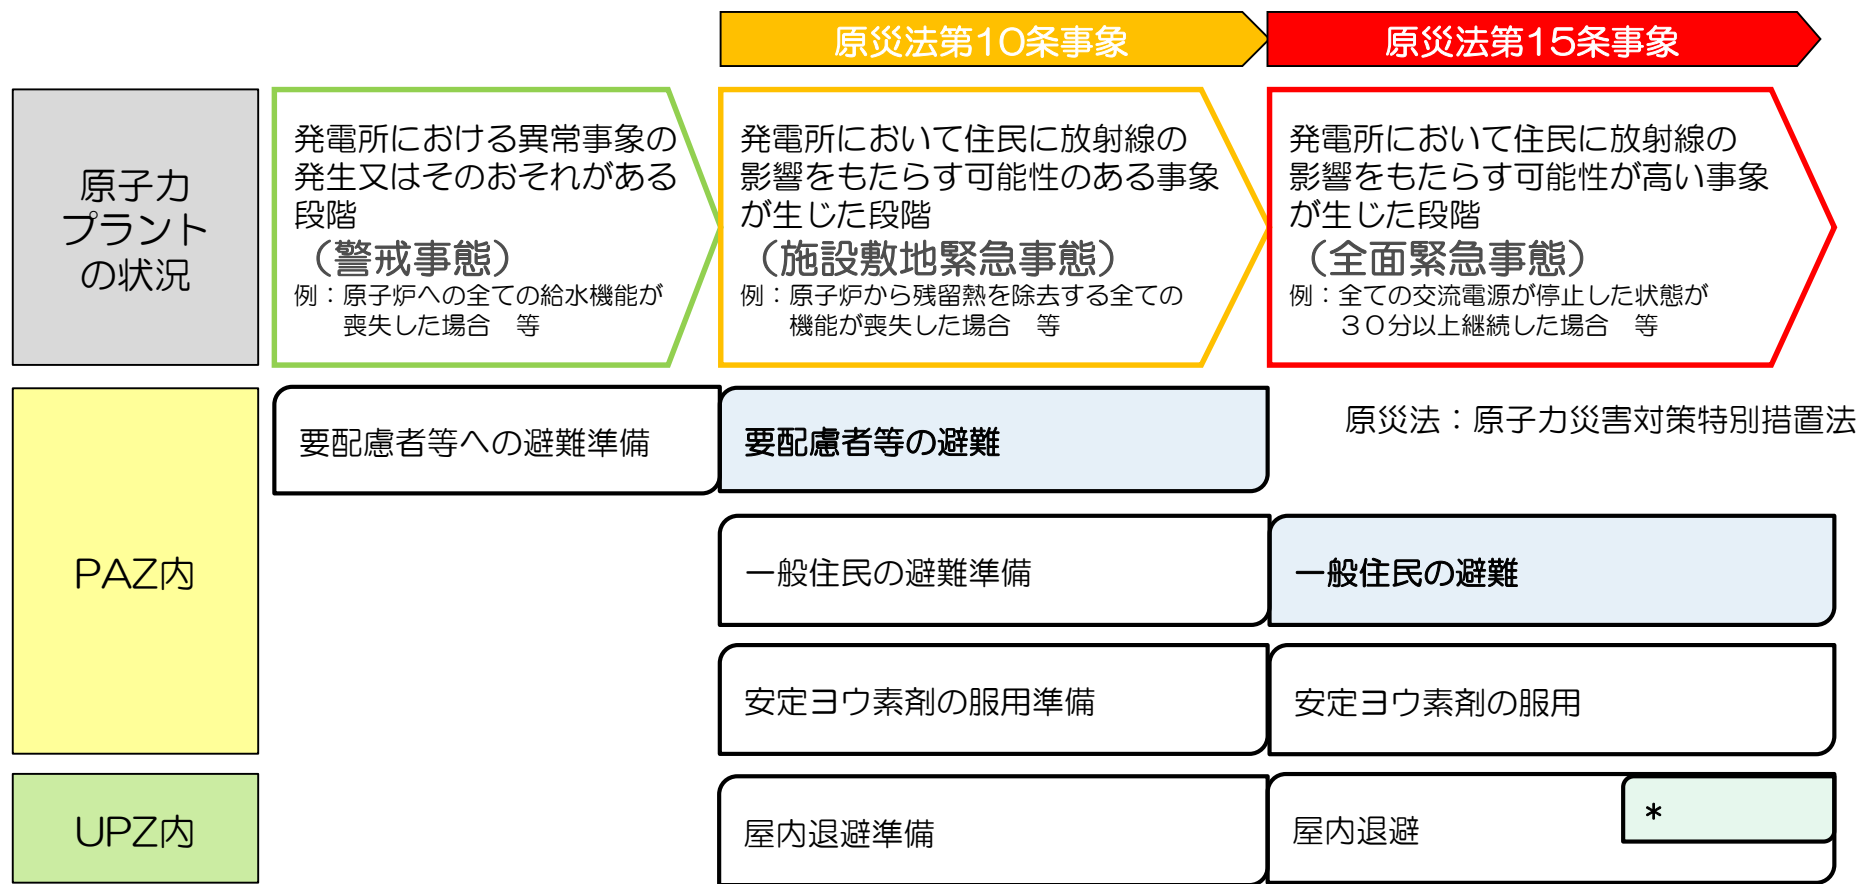 原災法第10条事象
原災法第15条事象
原子力
プラント
の状況
発電所における異常事象の
発生又はそのおそれがある
段階
（警戒事態）
例：原子炉への全ての給水機能が
喪失した場合　等
発電所において住民に放射線の
影響をもたらす可能性のある事象
が生じた段階
（施設敷地緊急事態）
例：原子炉から残留熱を除去する全ての
機能が喪失した場合　等
発電所において住民に放射線の
影響をもたらす可能性が高い事象
が生じた段階
（全面緊急事態）
例：全ての交流電源が停止した状態が
３０分以上継続した場合　等
PAZ内
要配慮者等への避難準備
要配慮者等の避難
原災法：原子力災害対策特別措置法
一般住民の避難準備
一般住民の避難
安定ヨウ素剤の服用準備
安定ヨウ素剤の服用
UPZ内
屋内退避準備
屋内退避
*